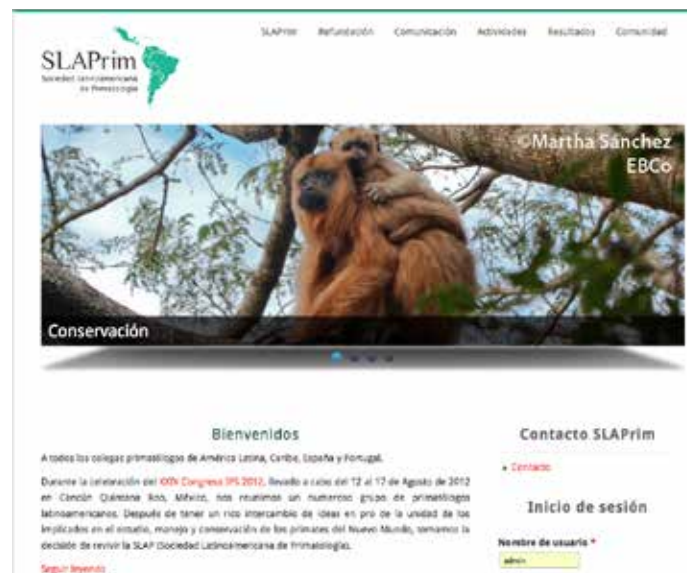 SLAPrim Refundación Comunicación Actividades Resultados Comunidad
SLAPrim
Sociedad Latinoamericana
de Primatología
©Martha Sánchez
EBCo
Conservación
Bienvenidos
A todos los colegas primatólogos de América Latina, Caribe, España y Portugal.
Durante la celebración del XXIV Congreso IPS 2012, llevado a cabo del 12 al 17 de Agosto de 2012
en Cancún Quintana Roo, México, nos reunimos un numeroso grupo de primatólogos
latinoamericanos. Después de tener un rico intercambio de ideas en pro de la unidad de los
implicados en el estudio, manejo y conservación de los primates del Nuevo Mundo, tomamos la
decisión de revivir la SLAP (Sociedad Latinoamericana de Primatología).
Seguir leyendo
Contacto SLAPrim
Contacto
Inicio de sesión
Nombre de usuario *
admin